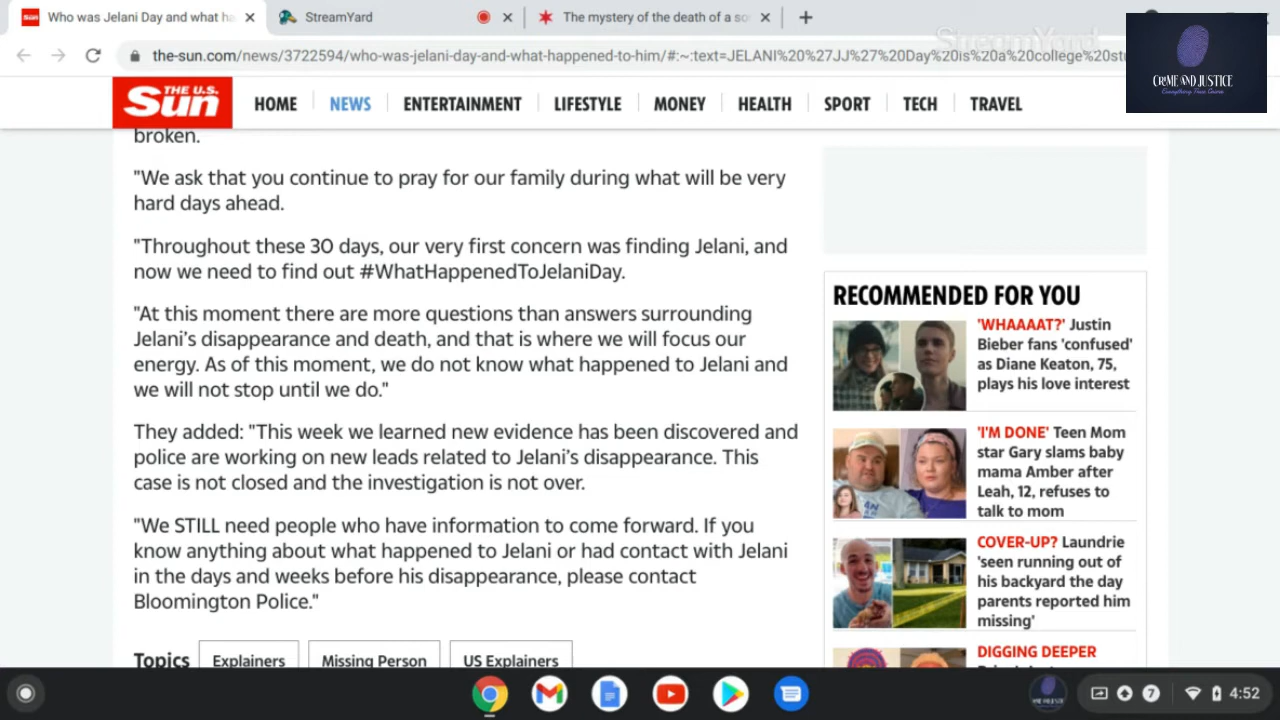 Who was Jelani Day and what ha
StreamYard
The mystery of the death of a so
StreamYard
the-sun.com/news/3722594/who-was-jelani-day-and-what-happened-to-him/#:~:text=JELANI%20%27JJ%27%20Day%20is%20a%20college%20stu
CRIME AND JUSTICE
Everything True Crime
THE U.S.
Sun
HOME
NEWS
ENTERTAINMENT
LIFESTYLE
MONEY
HEALTH
SPORT
TECH
TRAVEL
broken.
"We ask that you continue to pray for our family during what will be very
hard days ahead.
"Throughout these 30 days, our very first concern was finding Jelani, and
now we need to find out #WhatHappenedToJelaniDay.
"At this moment there are more questions than answers surrounding
Jelani's disappearance and death, and that is where we will focus our
energy. As of this moment, we do not know what happened to Jelani and
we will not stop until we do."
They added: "This week we learned new evidence has been discovered and
police are working on new leads related to Jelani's disappearance. This
case is not closed and the investigation is not over.
"We STILL need people who have information to come forward. If you
know anything about what happened to Jelani or had contact with Jelani
in the days and weeks before his disappearance, please contact
Bloomington Police."
Topics
Explainers
Missing Person
US Explainers
RECOMMENDED FOR YOU
'WHAAAAT?' Justin
Bieber fans 'confused'
as Diane Keaton, 75,
plays his love interest
'I'M DONE' Teen Mom
star Gary slams baby
mama Amber after
Leah, 12, refuses to
talk to mom
COVER-UP? Laundrie
'seen running out of
his backyard the day
parents reported him
missing'
DIGGING DEEPER
7
4:52